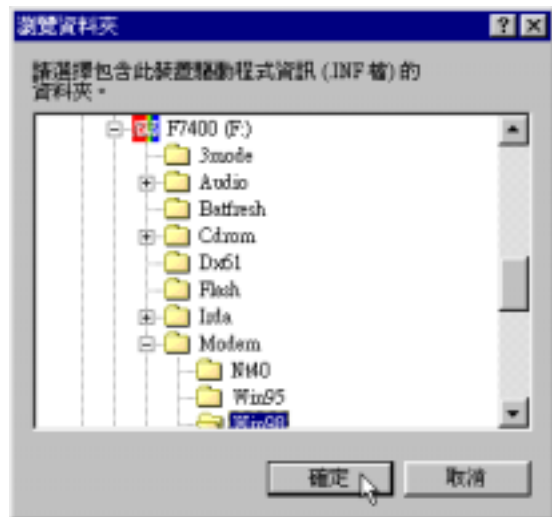 瀏覽資料夾
請選擇包含此裝置驅動程式資訊 (.INF 檔) 的
資料夾。
F7400 (F:)
3mode
Audio
Batfresh
Cdrom
Dx61
Flash
Irda
Modem
Nt40
Win95
Win98
確定
取消